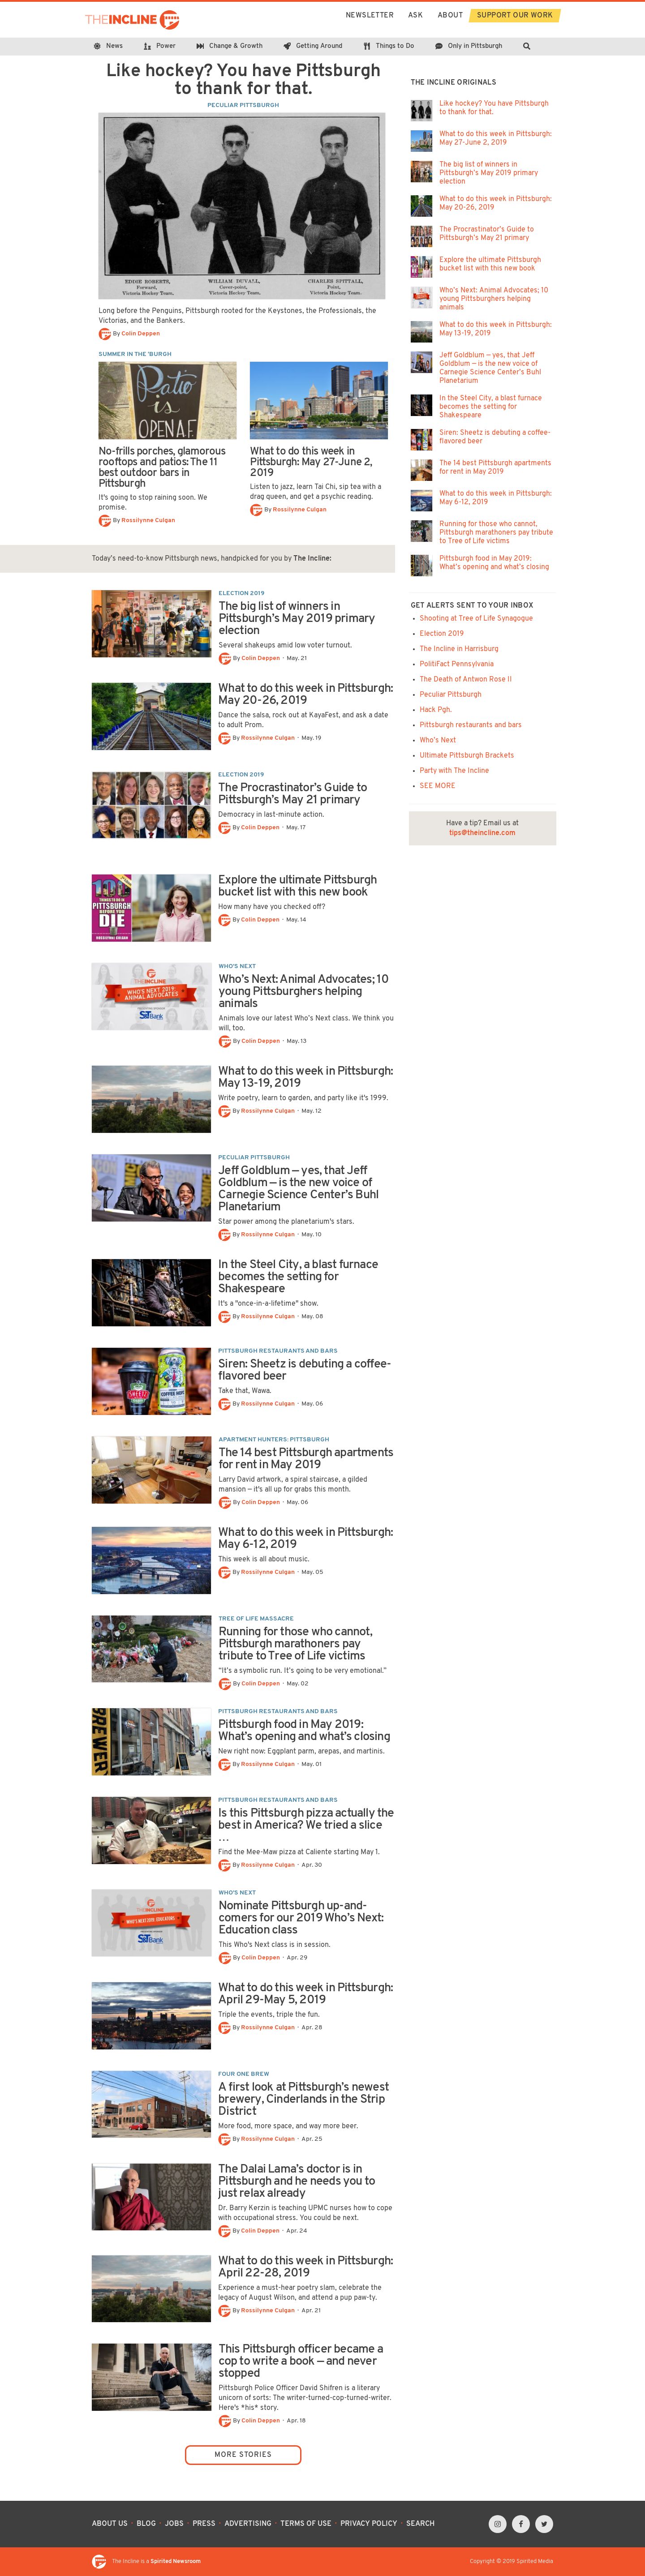 THEINCLINE
NEWSLETTER ASK ABOUT SUPPORT OUR WORK
News Power Change & Growth Getting Around Things to Do Only in Pittsburgh
Like hockey? You have Pittsburgh
to thank for that.
PECULIAR PITTSBURGH
EDDIE ROBERTS,
Forward,
Victoria Hockey Team.
WILLIAM DUVALL,
Cover-point,
Victoria Hockey Team.
CHARLES SPITTAL,
Point,
Victoria Hockey Team.
Long before the Penguins, Pittsburgh rooted for the Keystones, the Professionals, the
Victorias, and the Bankers.
By Colin Deppen
SUMMER IN THE 'BURGH
Patio
is
OPENAF
No-frills porches, glamorous
rooftops and patios: The 11
best outdoor bars in
Pittsburgh
It's going to stop raining soon. We
promise.
By Rossilynne Culgan
What to do this week in
Pittsburgh: May 27-June 2,
2019
Listen to jazz, learn Tai Chi, sip tea with a
drag queen, and get a psychic reading.
By Rossilynne Culgan
Today's need-to-know Pittsburgh news, handpicked for you by The Incline:
ELECTION 2019
The big list of winners in
Pittsburgh's May 2019 primary
election
Several shakeups amid low voter turnout.
By Colin Deppen · May. 21
What to do this week in Pittsburgh:
May 20-26, 2019
Dance the salsa, rock out at KayaFest, and ask a date
to adult Prom.
By Rossilynne Culgan · May. 19
ELECTION 2019
The Procrastinator's Guide to
Pittsburgh's May 21 primary
Democracy in last-minute action.
By Colin Deppen · May. 17
101
THINGS TO DO IN
PITTSBURGH
BEFORE YOU
DIE
ROSSILYNNE CULGAN
Explore the ultimate Pittsburgh
bucket list with this new book
How many have you checked off?
By Colin Deppen · May. 14
THEINCLINE
WHO'S NEXT 2019:
ANIMAL ADVOCATES
S&T Bank
WHO'S NEXT
Who's Next: Animal Advocates; 10
young Pittsburghers helping
animals
Animals love our latest Who's Next class. We think you
will, too.
By Colin Deppen · May. 13
What to do this week in Pittsburgh:
May 13-19, 2019
Write poetry, learn to garden, and party like it's 1999.
By Rossilynne Culgan · May. 12
PECULIAR PITTSBURGH
Jeff Goldblum — yes, that Jeff
Goldblum — is the new voice of
Carnegie Science Center's Buhl
Planetarium
Star power among the planetarium's stars.
By Rossilynne Culgan · May. 10
In the Steel City, a blast furnace
becomes the setting for
Shakespeare
It's a "once-in-a-lifetime" show.
By Rossilynne Culgan · May. 08
PITTSBURGH RESTAURANTS AND BARS
Siren: Sheetz is debuting a coffee-
flavored beer
Take that, Wawa.
By Rossilynne Culgan · May. 06
APARTMENT HUNTERS: PITTSBURGH
The 14 best Pittsburgh apartments
for rent in May 2019
Larry David artwork, a spiral staircase, a gilded
mansion — it's all up for grabs this month.
By Colin Deppen · May. 06
What to do this week in Pittsburgh:
May 6-12, 2019
This week is all about music.
By Rossilynne Culgan · May. 05
TREE OF LIFE MASSACRE
Running for those who cannot,
Pittsburgh marathoners pay
tribute to Tree of Life victims
"It's a symbolic run. It's going to be very emotional."
By Colin Deppen · May. 02
PITTSBURGH RESTAURANTS AND BARS
Pittsburgh food in May 2019:
What's opening and what's closing
New right now: Eggplant parm, arepas, and martinis.
By Rossilynne Culgan · May. 01
PITTSBURGH RESTAURANTS AND BARS
Is this Pittsburgh pizza actually the
best in America? We tried a slice
…
Find the Mee-Maw pizza at Caliente starting May 1.
By Rossilynne Culgan · Apr. 30
S&T Bank
WHO'S NEXT
Nominate Pittsburgh up-and-
comers for our 2019 Who's Next:
Education class
This Who's Next class is in session.
By Colin Deppen · Apr. 29
What to do this week in Pittsburgh:
April 29-May 5, 2019
Triple the events, triple the fun.
By Rossilynne Culgan · Apr. 28
FOUR ONE BREW
A first look at Pittsburgh's newest
brewery, Cinderlands in the Strip
District
More food, more space, and way more beer.
By Rossilynne Culgan · Apr. 25
The Dalai Lama's doctor is in
Pittsburgh and he needs you to
just relax already
Dr. Barry Kerzin is teaching UPMC nurses how to cope
with occupational stress. You could be next.
By Colin Deppen · Apr. 24
What to do this week in Pittsburgh:
April 22-28, 2019
Experience a must-hear poetry slam, celebrate the
legacy of August Wilson, and attend a pup paw-ty.
By Rossilynne Culgan · Apr. 21
This Pittsburgh officer became a
cop to write a book — and never
stopped
Pittsburgh Police Officer David Shifren is a literary
unicorn of sorts: The writer-turned-cop-turned-writer.
Here's *his* story.
By Colin Deppen · Apr. 18
MORE STORIES
THE INCLINE ORIGINALS
Like hockey? You have Pittsburgh
to thank for that.
What to do this week in Pittsburgh:
May 27-June 2, 2019
The big list of winners in
Pittsburgh's May 2019 primary
election
What to do this week in Pittsburgh:
May 20-26, 2019
The Procrastinator's Guide to
Pittsburgh's May 21 primary
Explore the ultimate Pittsburgh
bucket list with this new book
Who's Next: Animal Advocates; 10
young Pittsburghers helping
animals
What to do this week in Pittsburgh:
May 13-19, 2019
Jeff Goldblum — yes, that Jeff
Goldblum — is the new voice of
Carnegie Science Center's Buhl
Planetarium
In the Steel City, a blast furnace
becomes the setting for
Shakespeare
Siren: Sheetz is debuting a coffee-
flavored beer
The 14 best Pittsburgh apartments
for rent in May 2019
What to do this week in Pittsburgh:
May 6-12, 2019
Running for those who cannot,
Pittsburgh marathoners pay tribute
to Tree of Life victims
Pittsburgh food in May 2019:
What's opening and what's closing
GET ALERTS SENT TO YOUR INBOX
Shooting at Tree of Life Synagogue
Election 2019
The Incline in Harrisburg
PolitiFact Pennsylvania
The Death of Antwon Rose II
Peculiar Pittsburgh
Hack Pgh.
Pittsburgh restaurants and bars
Who's Next
Ultimate Pittsburgh Brackets
Party with The Incline
SEE MORE
Have a tip? Email us at
tips@theincline.com
ABOUT US · BLOG · JOBS · PRESS · ADVERTISING · TERMS OF USE · PRIVACY POLICY · SEARCH
The Incline is a Spirited Newsroom
Copyright © 2019 Spirited Media